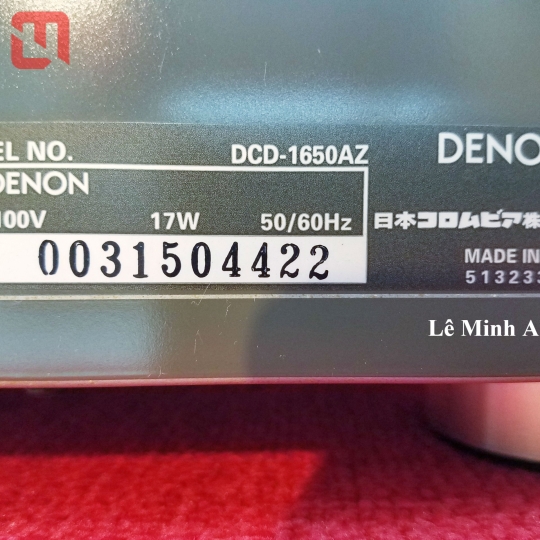 EL NO. DCD-1650AZ
DENON
DENO
100V 17W 50/60Hz
日本コロムビア株
0031504422
MADE IN
513233
Lê Minh A